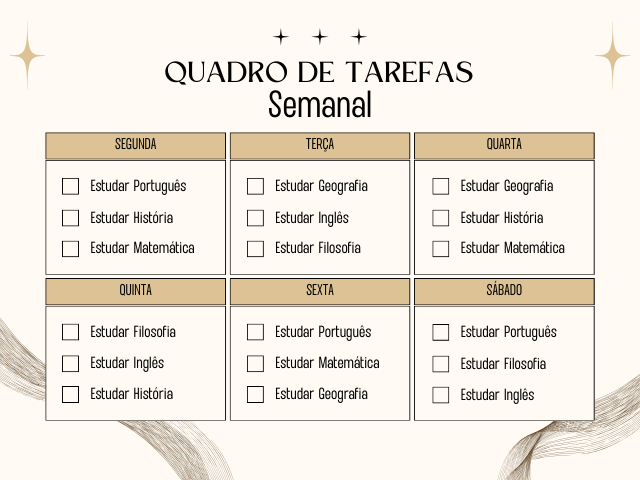 QUADRO DE TAREFAS
Semanal
SEGUNDA
Estudar Português
Estudar História
Estudar Matemática
TERÇA
Estudar Geografia
Estudar Inglês
Estudar Filosofia
QUARTA
Estudar Geografia
Estudar História
Estudar Matemática
QUINTA
Estudar Filosofia
Estudar Inglês
Estudar História
SEXTA
Estudar Português
Estudar Matemática
Estudar Geografia
SÁBADO
Estudar Português
Estudar Filosofia
Estudar Inglês